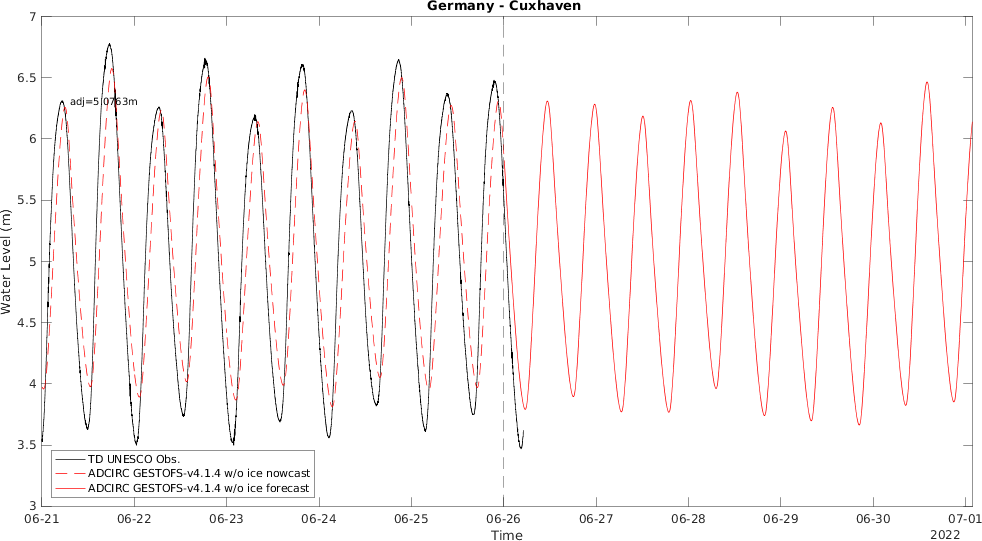 Germany - Cuxhaven
7
6.5
6
5.5
5
4.5
4
3.5
3
Water Level (m)
adj=5.0763m
TD UNESCO Obs.
ADCIRC GESTOFS-v4.1.4 w/o ice nowcast
ADCIRC GESTOFS-v4.1.4 w/o ice forecast
06-21 06-22 06-23 06-24 06-25 06-26 06-27 06-28 06-29 06-30 07-01
Time
2022